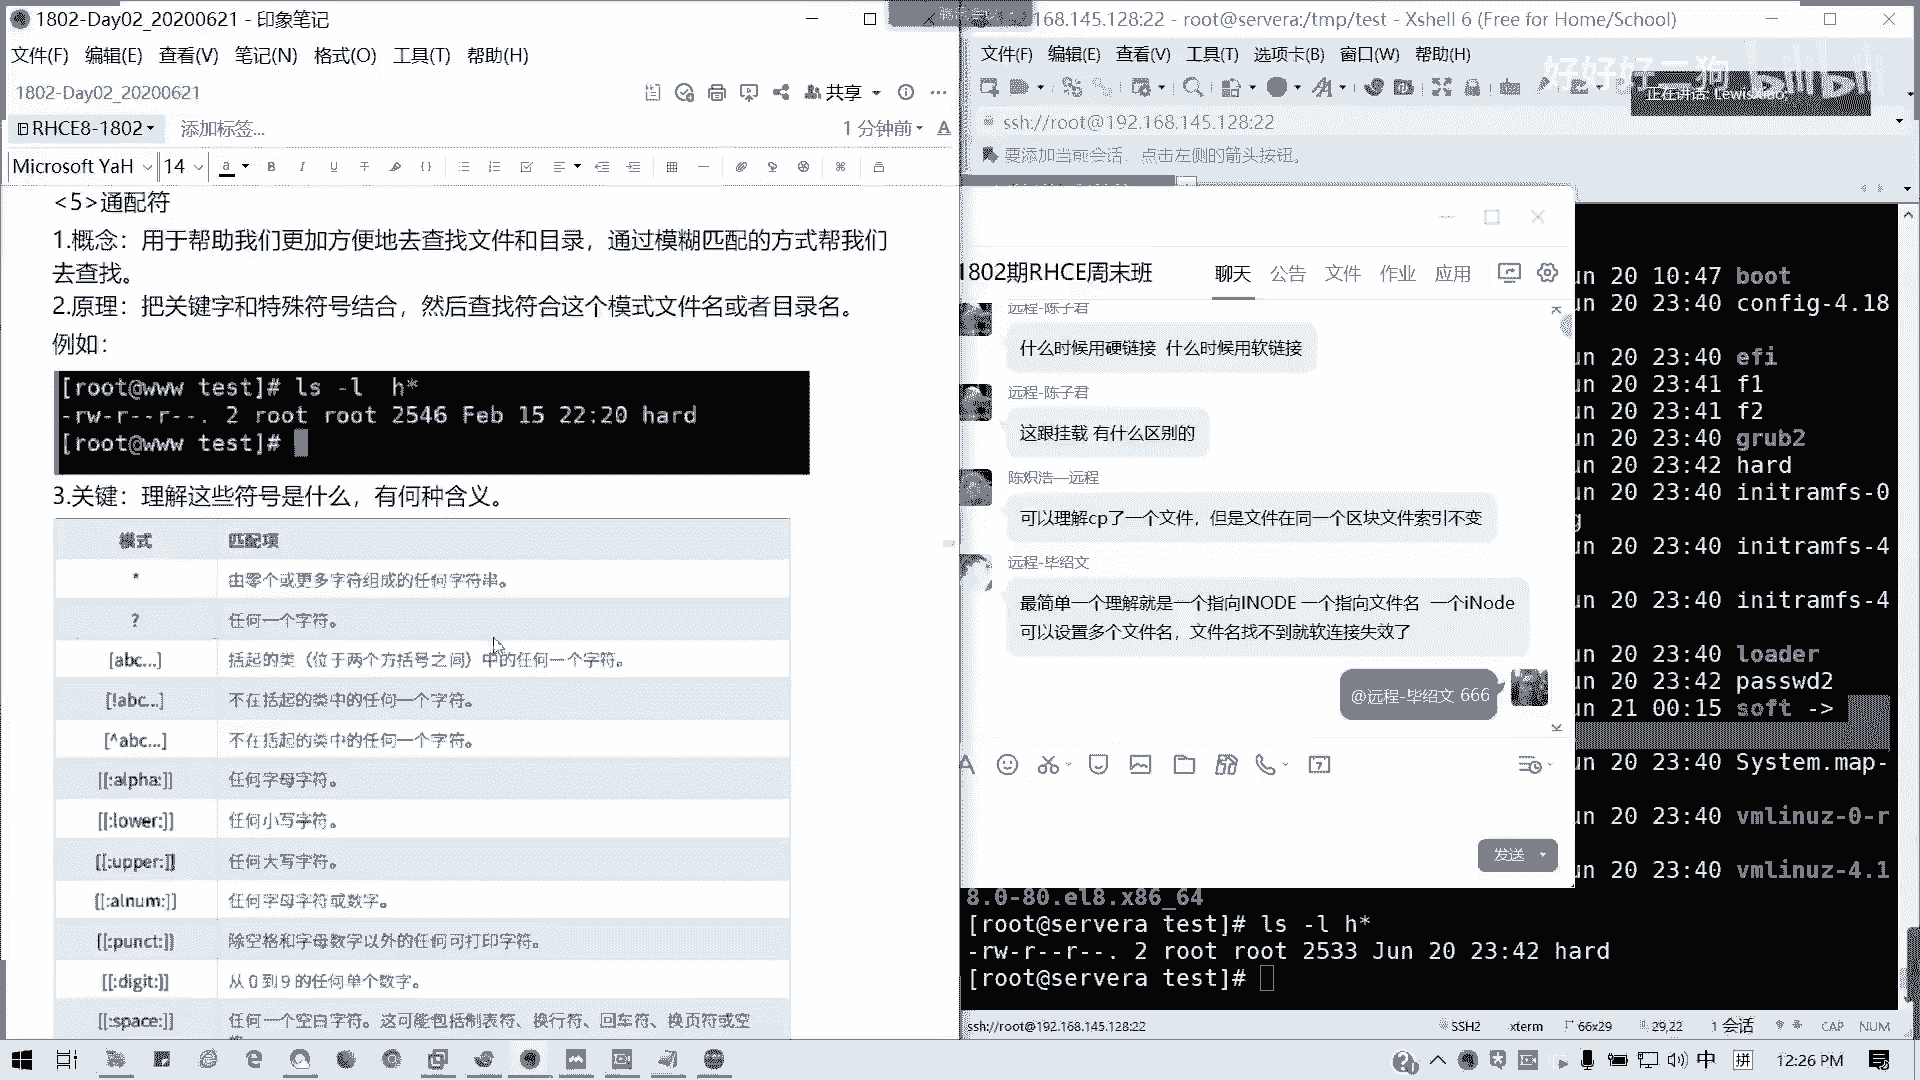 1802-Day02_20200621 - 印象笔记
文件(F) 编辑(E) 查看(V) 笔记(N) 格式(O) 工具(T) 帮助(H)
1802-Day02_20200621
共享
RHCE8-1802
添加标签...
1 分钟前
Microsoft YaH
14
<5>通配符
1.概念：用于帮助我们更加方便地去查找文件和目录，通过模糊匹配的方式帮我们
去查找。
2.原理：把关键字和特殊符号结合，然后查找符合这个模式文件名或者目录名。
例如：
[root@www test]# ls -l  h*
-rw-r--r--. 2 root root 2546 Feb 15 22:20 hard
[root@www test]#
3.关键：理解这些符号是什么，有何种含义。
模式 匹配项
* 由零个或更多字符组成的任何字符串。
? 任何一个字符。
[abc...] 括起的类（位于两个方括号之间）中的任何一个字符。
[!abc...] 不在括起的类中的任何一个字符。
[^abc...] 不在括起的类中的任何一个字符。
[[:alpha:]] 任何字母字符。
[[:lower:]] 任何小写字符。
[[:upper:]] 任何大写字符。
[[:alnum:]] 任何字母字符或数字。
[[:punct:]] 除空格和字母数字以外的任何可打印字符。
[[:digit:]] 从 0 到 9 的任何单个数字。
[[:space:]] 任何一个空白字符。这可能包括制表符、换行符、回车符、换页符或空
.168.145.128:22 - root@servera:/tmp/test - Xshell 6 (Free for Home/School)
文件(F) 编辑(E) 查看(V) 工具(T) 选项卡(B) 窗口(W) 帮助(H)
好好好二狗
bilibili
正在讲话: LewisXiao;
ssh://root@192.168.145.128:22
要添加当前会话，点击左侧的箭头按钮。
1802期RHCE周末班
聊天 公告 文件 作业 应用
远程-陈子君
什么时候用硬链接 什么时候用软链接
远程-陈子君
这跟挂载 有什么区别的
陈炽浩—远程
可以理解cp了一个文件，但是文件在同一个区块文件索引不变
远程-毕绍文
最简单一个理解就是一个指向INODE 一个指向文件名 一个iNode
可以设置多个文件名，文件名找不到就软连接失效了
@远程-毕绍文 666
发送
un 20 10:47 boot
un 20 23:40 config-4.18
un 20 23:40 efi
un 20 23:41 f1
un 20 23:41 f2
un 20 23:40 grub2
un 20 23:42 hard
un 20 23:40 initramfs-0
g
un 20 23:40 initramfs-4
un 20 23:40 initramfs-4
un 20 23:40 loader
un 20 23:42 passwd2
un 21 00:15 soft ->
un 20 23:40 System.map-
un 20 23:40 vmlinuz-0-r
un 20 23:40 vmlinuz-4.1
8.0-80.el8.x86_64
[root@servera test]# ls -l h*
-rw-r--r--. 2 root root 2533 Jun 20 23:42 hard
[root@servera test]#
ssh://root@192.168.145.128:22
SSH2 xterm 66x29 29,22 1 会话 CAP NUM
中 拼 12:26 PM